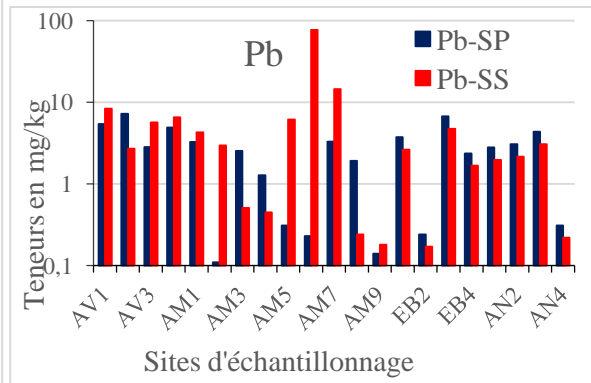 Pb
Pb-SP
Pb-SS
Teneurs en mg/kg
100
10
1
0,1
AV1
AV3
AM1
AM3
AM5
AM7
AM9
EB2
EB4
AN2
AN4
Sites d'échantillonnage